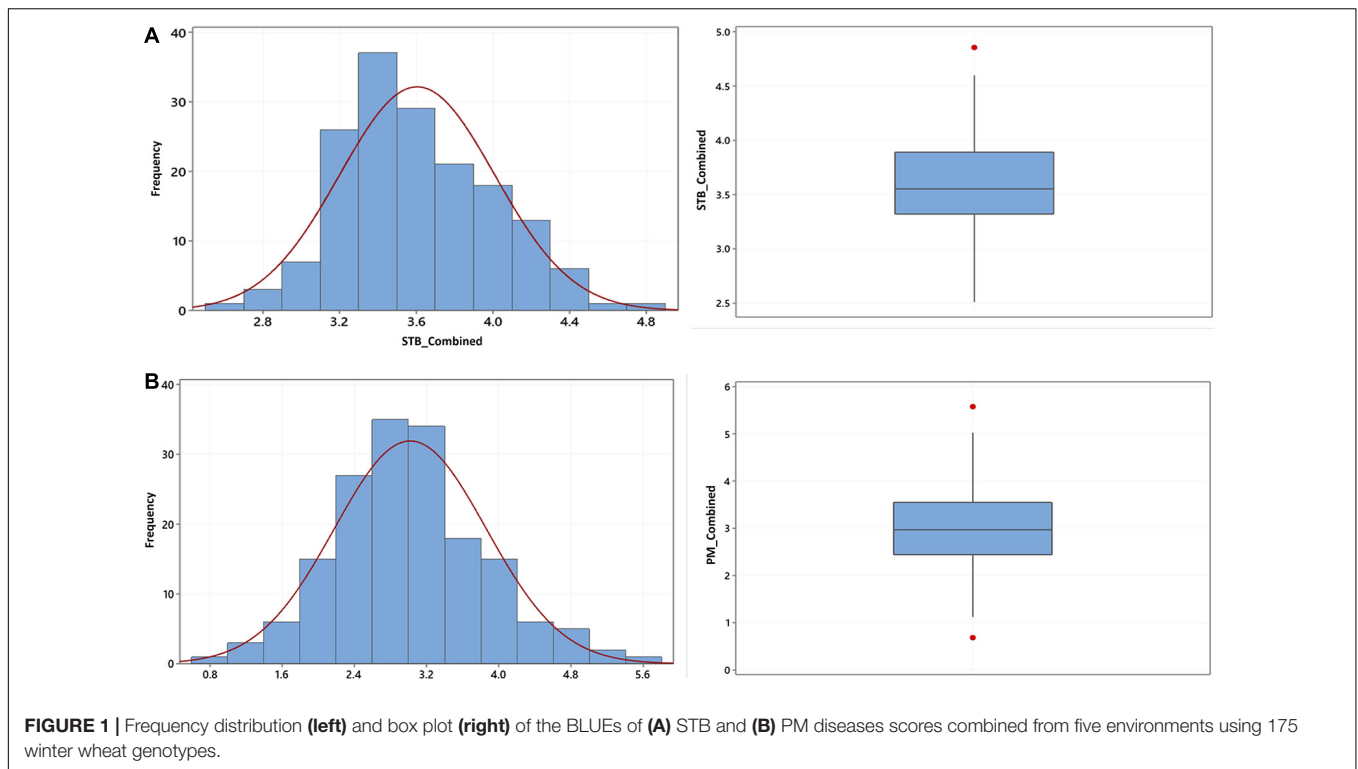 A
40
30
20
10
0
Frequency
2.8 3.2 3.6 4.0 4.4 4.8
STB_Combined
5.0
4.5
4.0
3.5
3.0
2.5
STB_Combined
B
40
30
20
10
0
Frequency
0.8 1.6 2.4 3.2 4.0 4.8 5.6
6
5
4
3
2
1
0
PM_Combined
FIGURE 1 | Frequency distribution (left) and box plot (right) of the BLUEs of (A) STB and (B) PM diseases scores combined from five environments using 175
winter wheat genotypes.